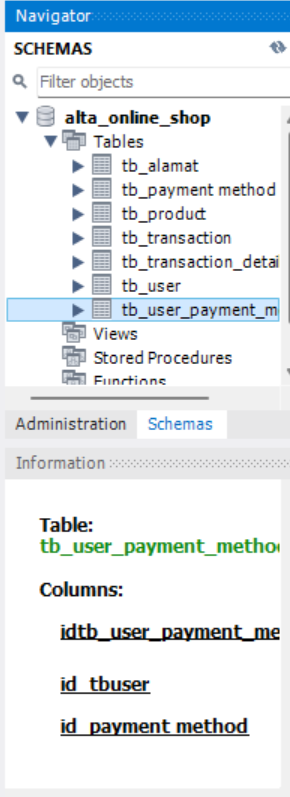 Navigator
SCHEMAS
Filter objects
alta_online_shop
Tables
tb_alamat
tb_payment method
tb_product
tb_transaction
tb_transaction_detai
tb_user
tb_user_payment_m
Views
Stored Procedures
Functions
Administration Schemas
Information
Table:
tb_user_payment_metho
Columns:
idtb_user_payment_me
id_tbuser
id_payment method